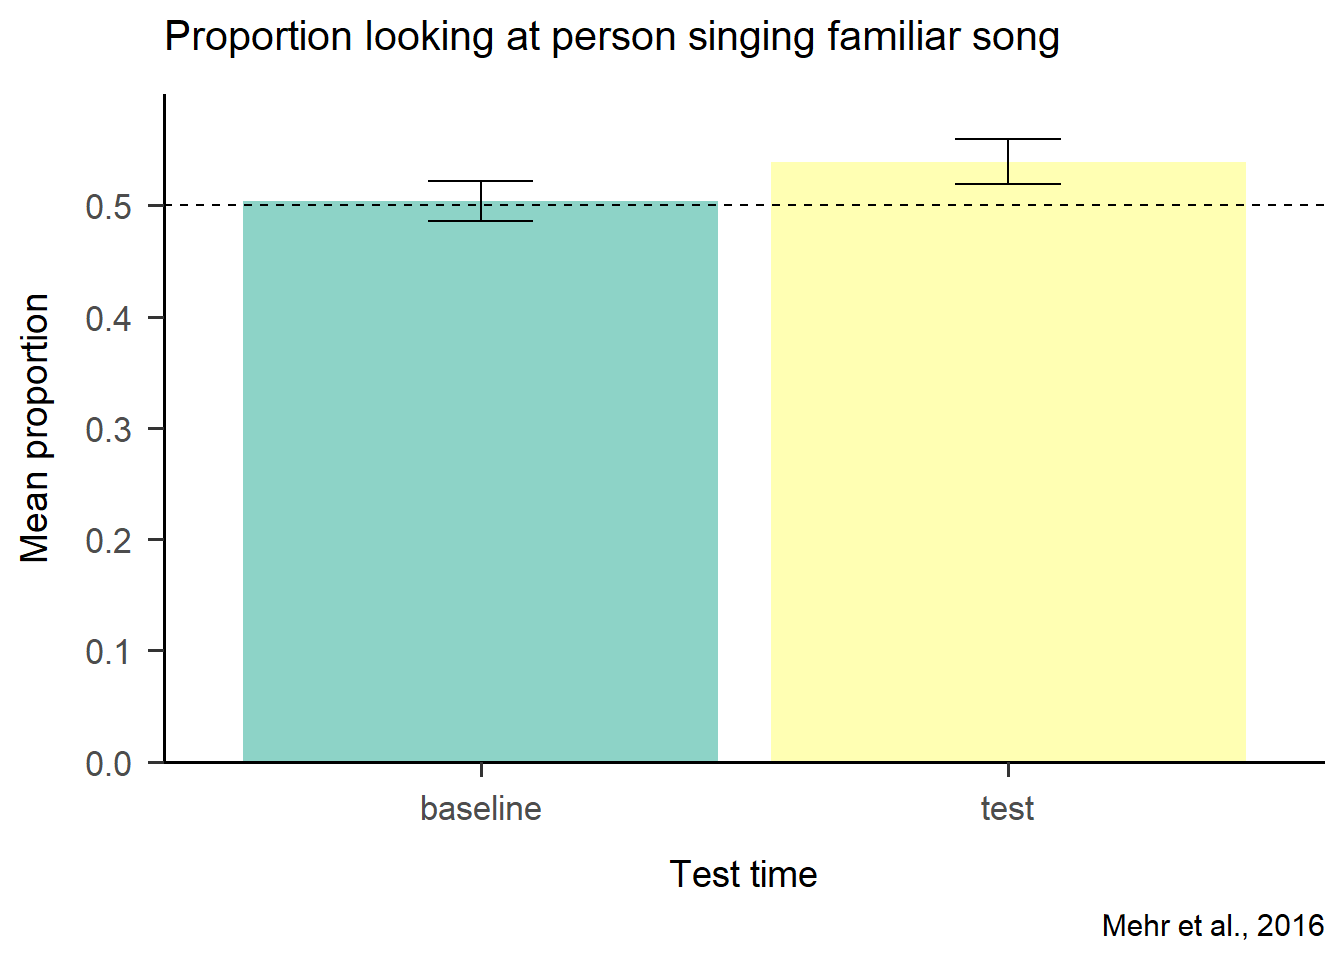 Proportion looking at person singing familiar song
Mean proportion
0.5
0.4
0.3
0.2
0.1
0.0
baseline
test
Test time
Mehr et al., 2016